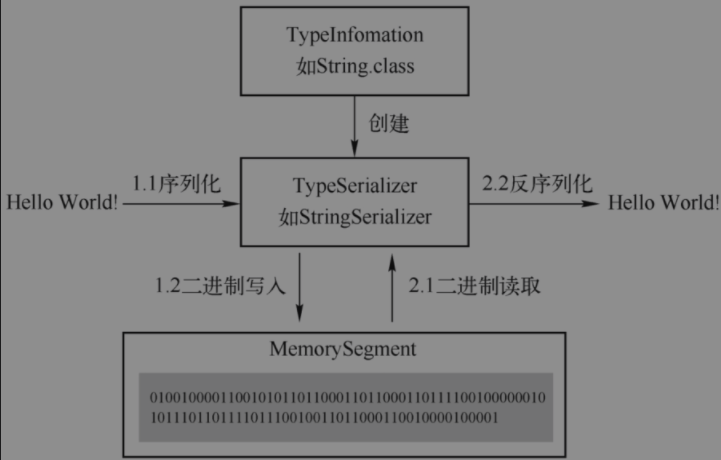 TypeInfomation
如String.class
创建
1.1序列化
2.2反序列化
Hello World!
TypeSerializer
如StringSerializer
Hello World!
1.2二进制写入
2.1二进制读取
MemorySegment
010010000110010101101100011011000110111100100000010
101110110111101110010011011000110010000100001